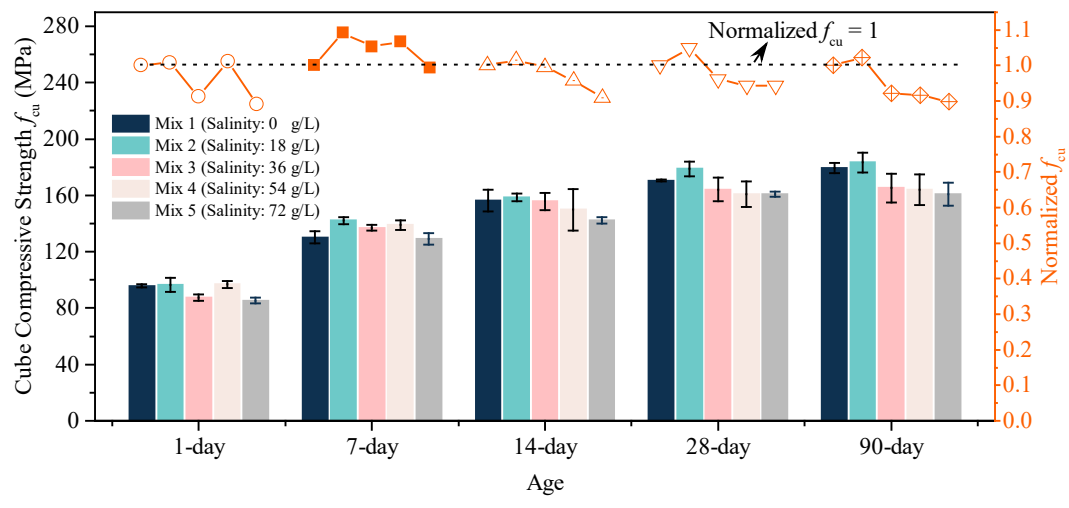 280
240
200
160
120
80
40
0
Cube Compressive Strength fcu (MPa)
Normalized fcu = 1
Mix 1 (Salinity: 0 g/L)
Mix 2 (Salinity: 18 g/L)
Mix 3 (Salinity: 36 g/L)
Mix 4 (Salinity: 54 g/L)
Mix 5 (Salinity: 72 g/L)
1.1
1.0
0.9
0.8
0.7
0.6
0.5
0.4
0.3
0.2
0.1
0.0
Normalized fcu
1-day 7-day 14-day 28-day 90-day
Age